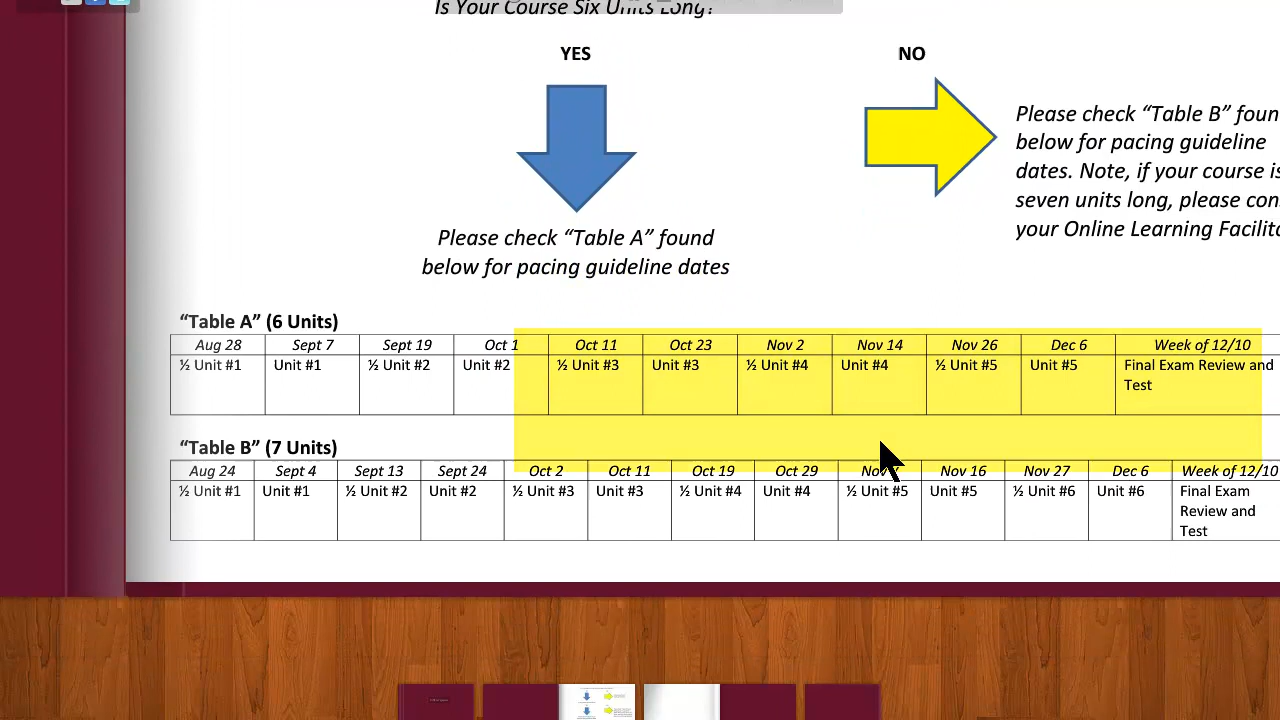 Is Your Course Six Units Long?
YES
NO
Please check “Table B” foun
below for pacing guideline
dates. Note, if your course is
seven units long, please con
your Online Learning Facilit
Please check “Table A” found
below for pacing guideline dates
“Table A” (6 Units)
Aug 28 Sept 7 Sept 19 Oct 1 Oct 11 Oct 23 Nov 2 Nov 14 Nov 26 Dec 6 Week of 12/10
½ Unit #1 Unit #1 ½ Unit #2 Unit #2 ½ Unit #3 Unit #3 ½ Unit #4 Unit #4 ½ Unit #5 Unit #5 Final Exam Review and
Test
“Table B” (7 Units)
Aug 24 Sept 4 Sept 13 Sept 24 Oct 2 Oct 11 Oct 19 Oct 29 Nov Nov 16 Nov 27 Dec 6 Week of 12/10
½ Unit #1 Unit #1 ½ Unit #2 Unit #2 ½ Unit #3 Unit #3 ½ Unit #4 Unit #4 ½ Unit #5 Unit #5 ½ Unit #6 Unit #6 Final Exam
Review and
Test